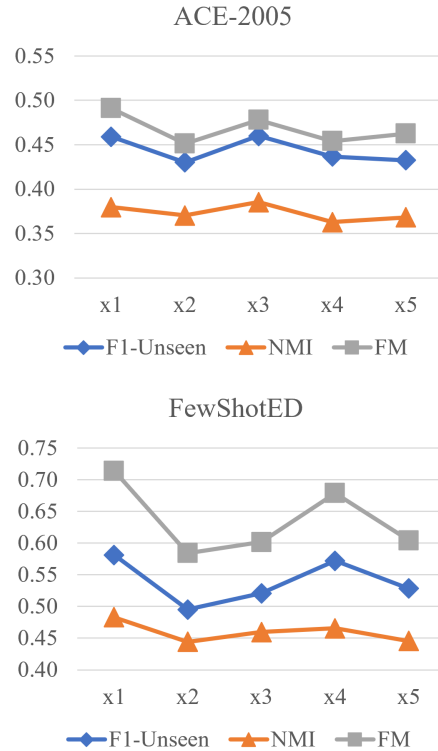 ACE-2005
0.55
0.50
0.45
0.40
0.35
0.30
x1 x2 x3 x4 x5
F1-Unseen NMI FM
FewShotED
0.75
0.70
0.65
0.60
0.55
0.50
0.45
0.40
x1 x2 x3 x4 x5
F1-Unseen NMI FM